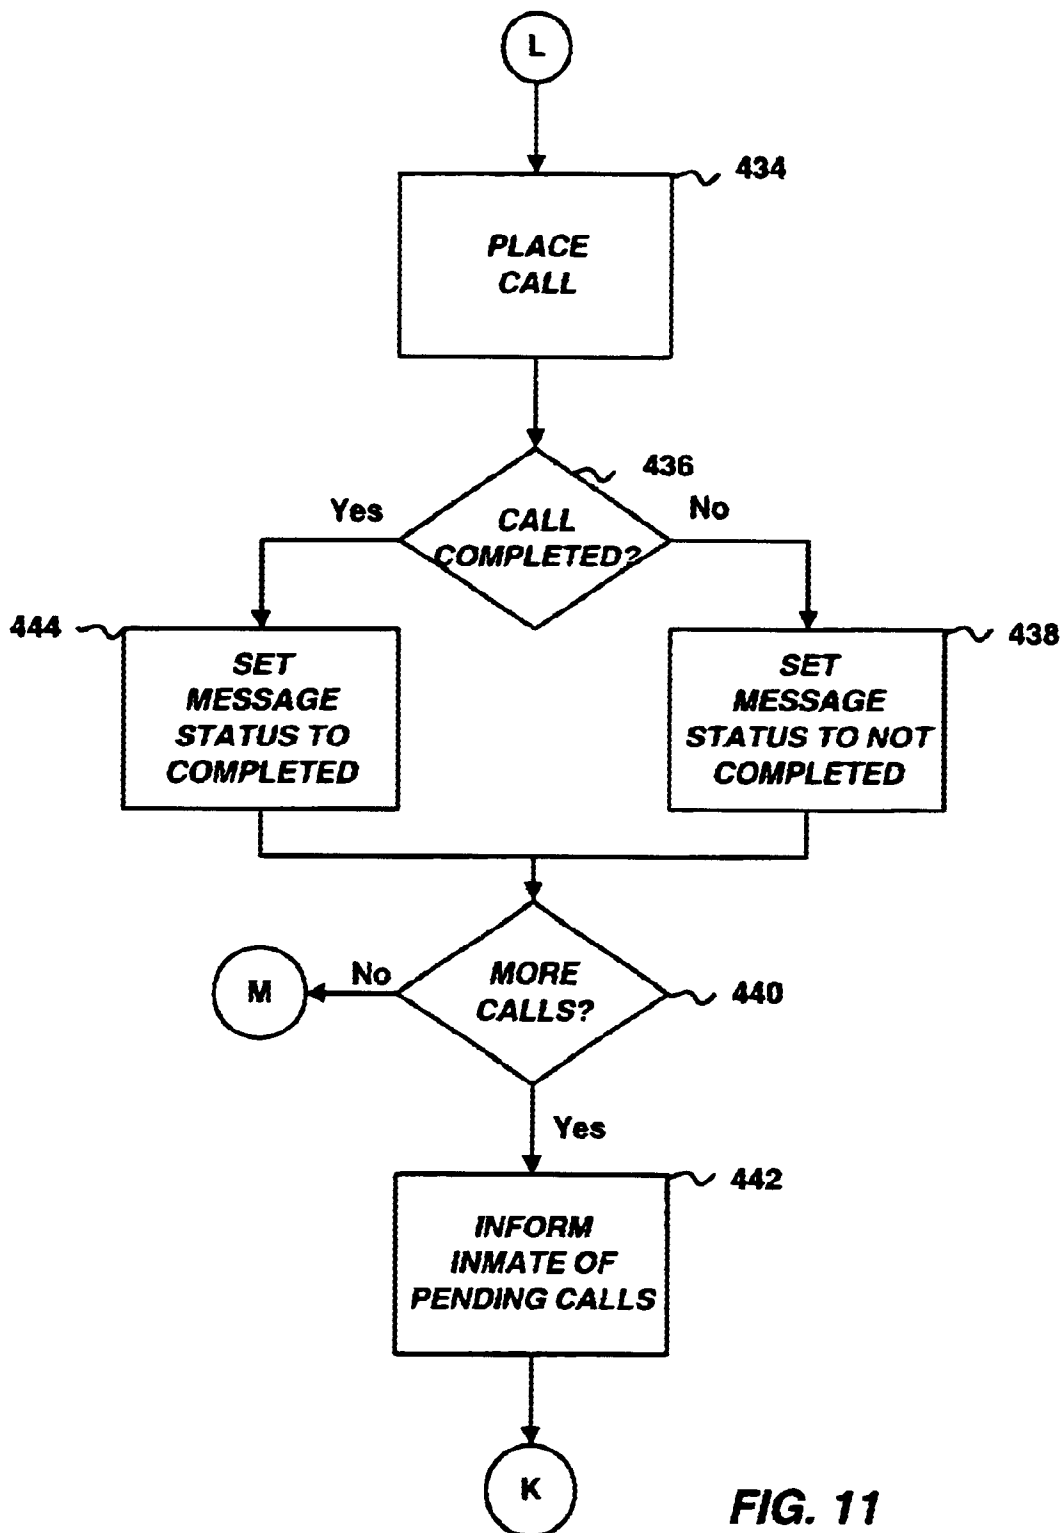 L
434
PLACE
CALL
436
Yes
No
CALL
COMPLETED?
444
438
SET
MESSAGE
STATUS TO
COMPLETED
SET
MESSAGE
STATUS TO NOT
COMPLETED
M
No
MORE
CALLS?
440
Yes
442
INFORM
INMATE OF
PENDING CALLS
K
FIG. 11